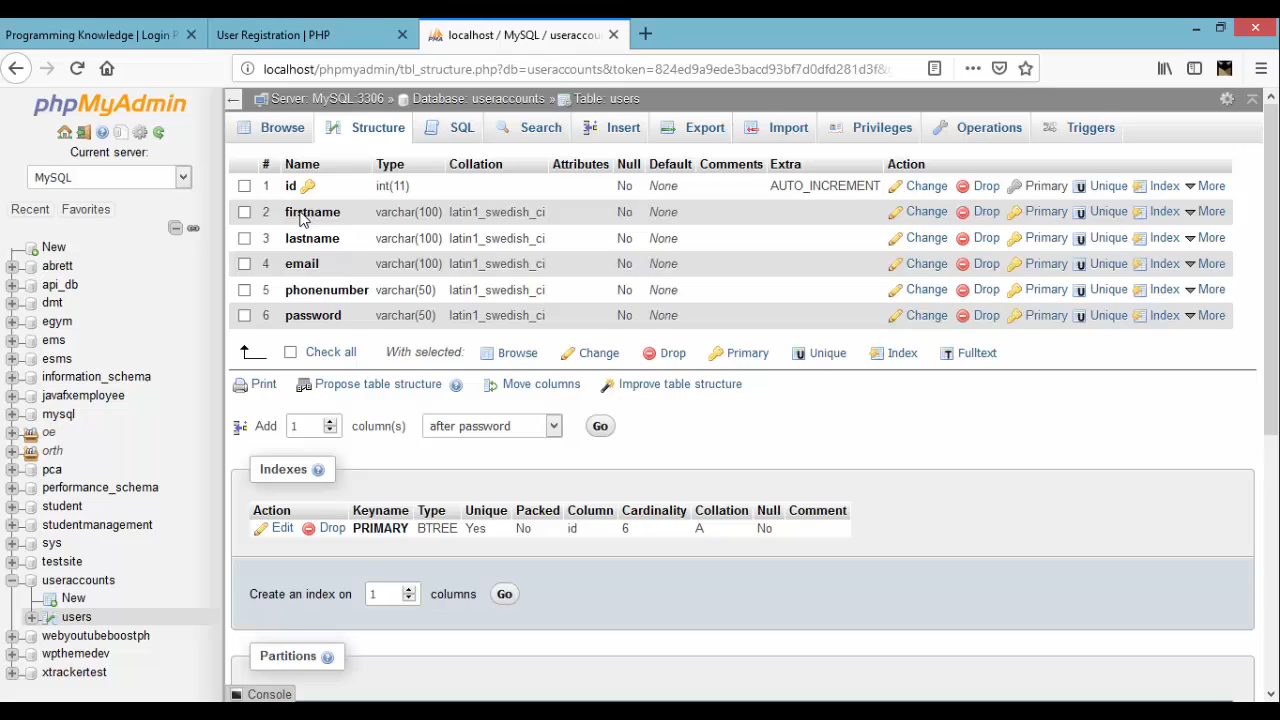 Programming Knowledge | Login P
User Registration | PHP
localhost / MySQL / useraccou
localhost/phpmyadmin/tbl_structure.php?db=useraccounts&token=824ed9a9ede3bacd93bf7d0dfd281d3f&
phpMyAdmin
Current server:
MySQL
Recent Favorites
New
abrett
api_db
dmt
egym
ems
esms
information_schema
javafxemployee
mysql
oe
orth
pca
performance_schema
student
studentmanagement
sys
testsite
useraccounts
New
users
webyoutubeboostph
wpthemedev
xtrackertest
Server: MySQL:3306 » Database: useraccounts » Table: users
Browse Structure SQL Search Insert Export Import Privileges Operations Triggers
# Name Type Collation Attributes Null Default Comments Extra Action
1 id int(11) No None AUTO_INCREMENT Change Drop Primary Unique Index More
2 firstname varchar(100) latin1_swedish_ci No None Change Drop Primary Unique Index More
3 lastname varchar(100) latin1_swedish_ci No None Change Drop Primary Unique Index More
4 email varchar(100) latin1_swedish_ci No None Change Drop Primary Unique Index More
5 phonenumber varchar(50) latin1_swedish_ci No None Change Drop Primary Unique Index More
6 password varchar(50) latin1_swedish_ci No None Change Drop Primary Unique Index More
Check all With selected: Browse Change Drop Primary Unique Index Fulltext
Print Propose table structure Move columns Improve table structure
Add 1 column(s) after password Go
Indexes
Action Keyname Type Unique Packed Column Cardinality Collation Null Comment
Edit Drop PRIMARY BTREE Yes No id 6 A No
Create an index on 1 columns Go
Partitions
Console